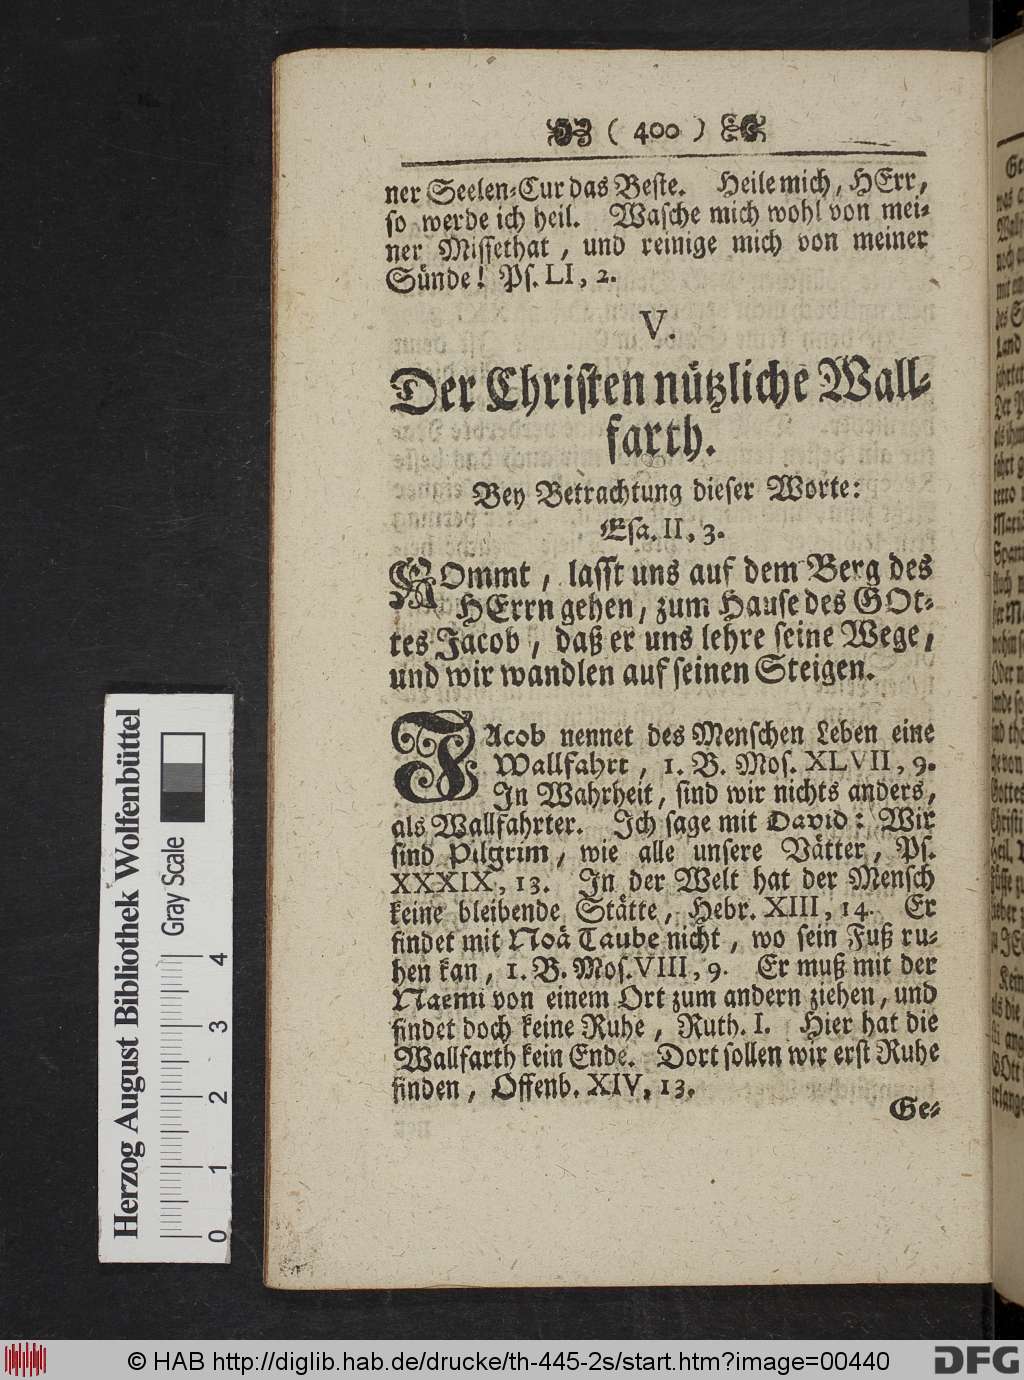 ( 400 )
ner Seelen-Cur das Beste. Heile mich, HErr,
so werde ich heil. Wasche mich wohl von mei-
ner Missethat, und reinige mich von meiner
Sünde! Ps. LI, 2.
V.
Der Christen nützliche Wall-
farth.
Bey Betrachtung dieser Worte:
Esa. II, 3.
KOmmt, lasst uns auf dem Berg des
HErrn gehen, zum Hause des GOt-
tes Jacob, daß er uns lehre seine Wege,
und wir wandlen auf seinen Steigen.
JAcob nennet des Menschen Leben eine
Wallfahrt, 1. B. Mos. XLVII, 9.
In Wahrheit, sind wir nichts anders,
als Wallfahrter. Ich sage mit David: Wir
sind Pilgrim, wie alle unsere Vätter, Ps.
XXXIX, 13. In der Welt hat der Mensch
keine bleibende Stätte, Hebr. XIII, 14. Er
findet mit Noä Taube nicht, wo sein Fuß ru-
hen kan, 1. B. Mos. VIII, 9. Er muß mit der
Naemi von einem Ort zum andern ziehen, und
findet doch keine Ruhe, Ruth. I. Hier hat die
Wallfarth kein Ende. Dort sollen wir erst Ruhe
finden, Offenb. XIV, 13.
Ge-
Herzog August Bibliothek Wolfenbüttel
Gray Scale
0 1 2 3 4
© HAB http://diglib.hab.de/drucke/th-445-2s/start.htm?image=00440
DFG
DFG